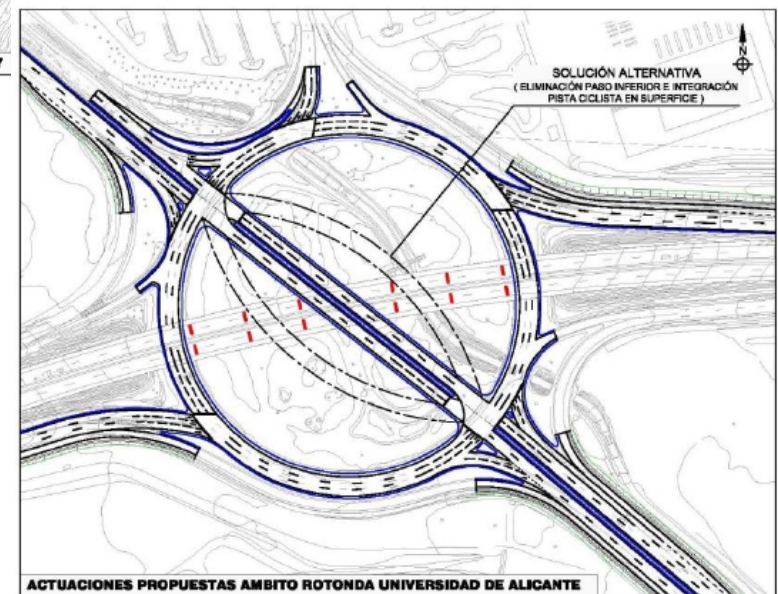 N
SOLUCIÓN ALTERNATIVA
( ELIMINACIÓN PASO INFERIOR E INTEGRACIÓN
PISTA CICLISTA EN SUPERFICIE )
ACTUACIONES PROPUESTAS AMBITO ROTONDA UNIVERSIDAD DE ALICANTE